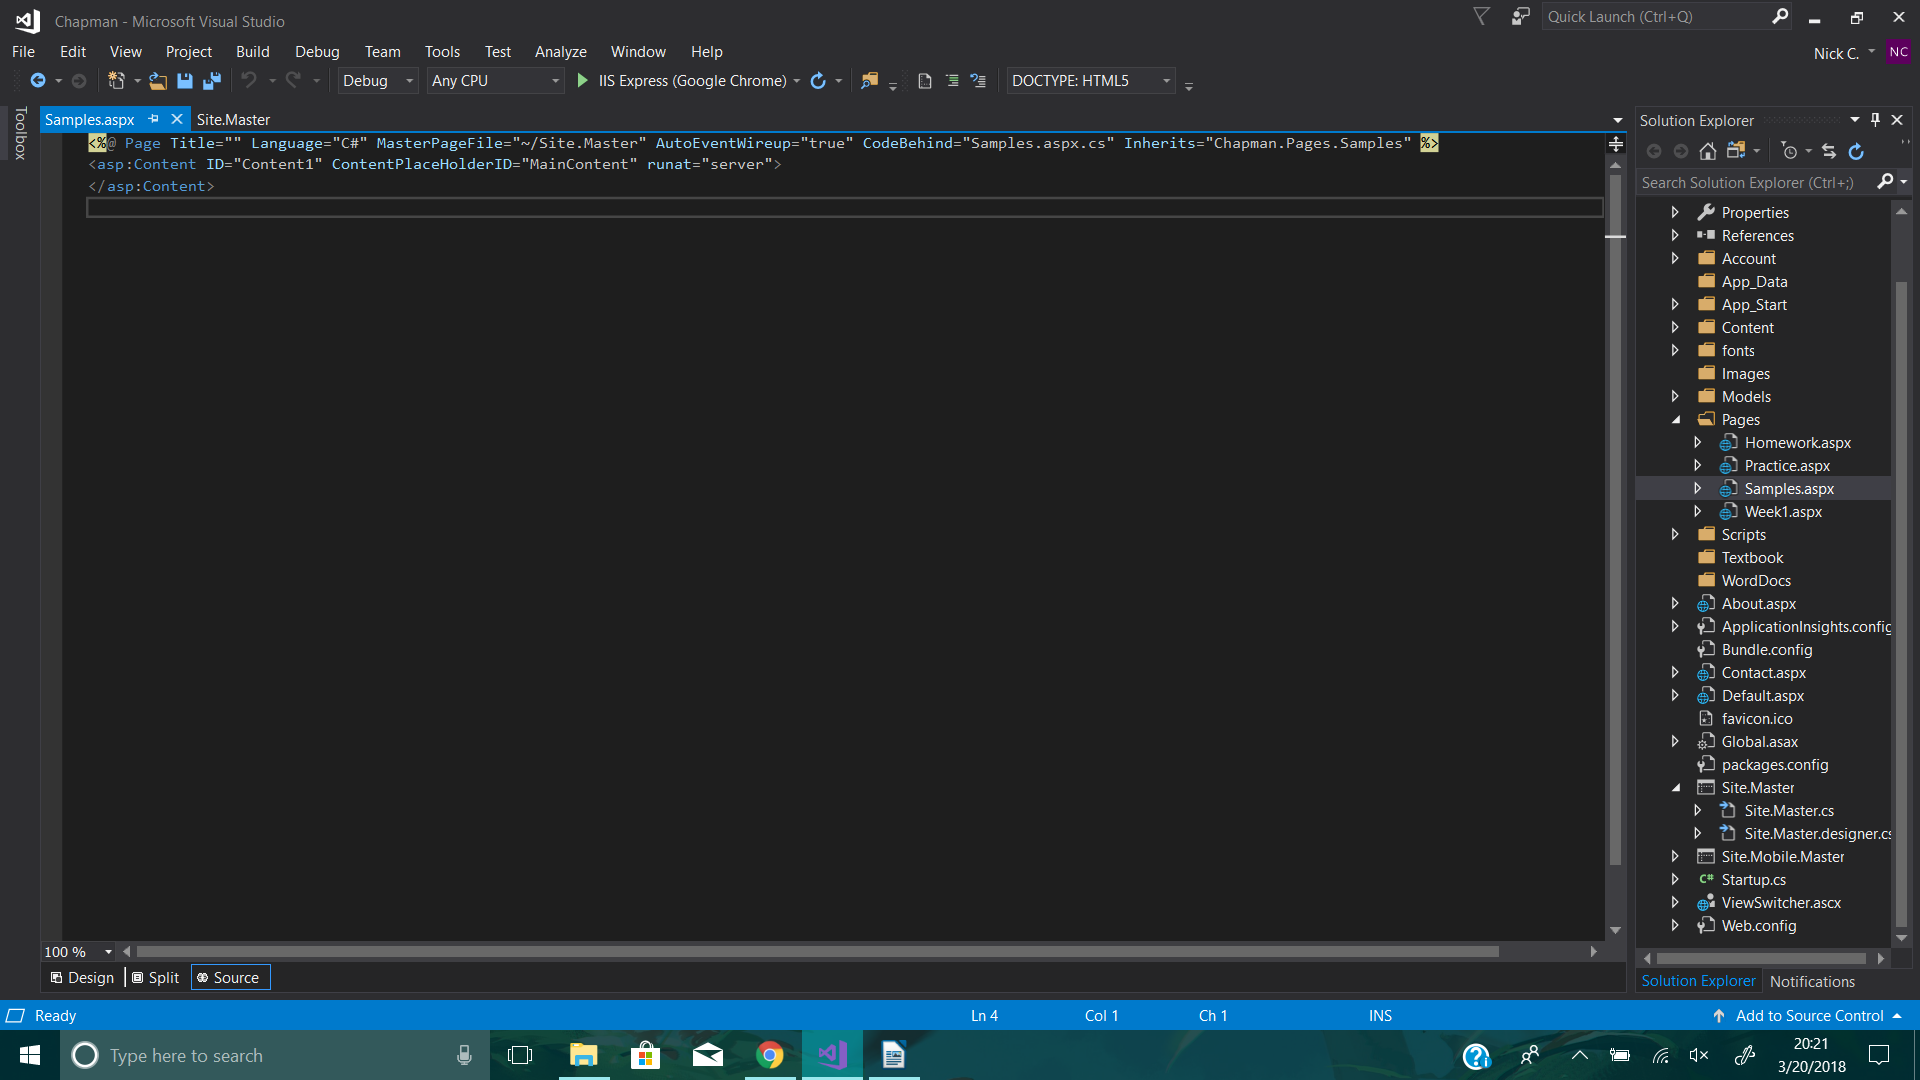 Chapman - Microsoft Visual Studio
Quick Launch (Ctrl+Q)
File Edit View Project Build Debug Team Tools Test Analyze Window Help
Nick C. NC
Debug Any CPU IIS Express (Google Chrome) DOCTYPE: HTML5
Toolbox
Samples.aspx Site.Master
<%@ Page Title="" Language="C#" MasterPageFile="~/Site.Master" AutoEventWireup="true" CodeBehind="Samples.aspx.cs" Inherits="Chapman.Pages.Samples" %>
<asp:Content ID="Content1" ContentPlaceHolderID="MainContent" runat="server">
</asp:Content>
100 %
Design Split Source
Solution Explorer
Search Solution Explorer (Ctrl+;)
Properties
References
Account
App_Data
App_Start
Content
fonts
Images
Models
Pages
Homework.aspx
Practice.aspx
Samples.aspx
Week1.aspx
Scripts
Textbook
WordDocs
About.aspx
ApplicationInsights.config
Bundle.config
Contact.aspx
Default.aspx
favicon.ico
Global.asax
packages.config
Site.Master
Site.Master.cs
Site.Master.designer.cs
Site.Mobile.Master
C# Startup.cs
ViewSwitcher.ascx
Web.config
Solution Explorer Notifications
Ready Ln 4 Col 1 Ch 1 INS Add to Source Control
Type here to search
20:21
3/20/2018